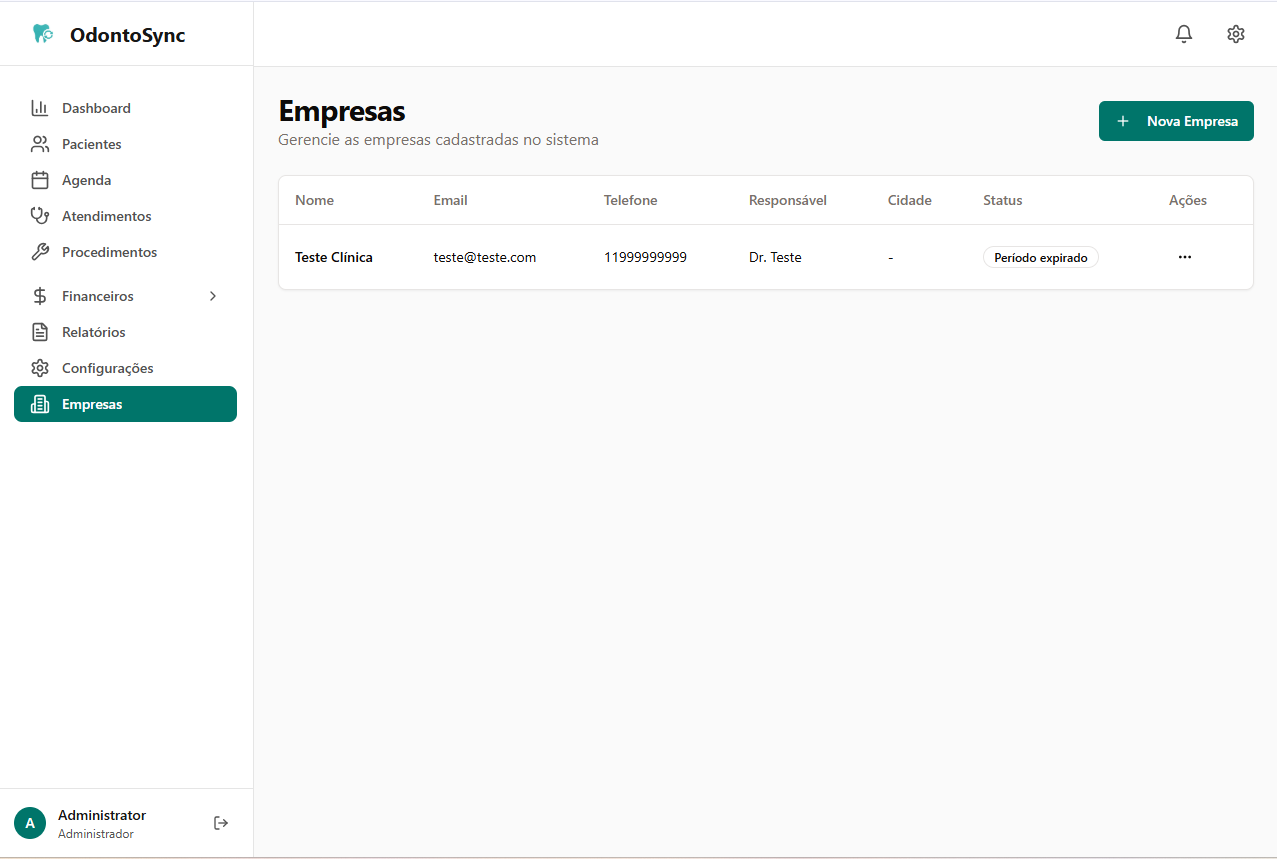 OdontoSync
Dashboard
Pacientes
Agenda
Atendimentos
Procedimentos
Financeiros
Relatórios
Configurações
Empresas
A
Administrator
Administrador
Empresas
Gerencie as empresas cadastradas no sistema
+ Nova Empresa
Nome Email Telefone Responsável Cidade Status Ações
Teste Clínica teste@teste.com 11999999999 Dr. Teste - Período expirado ...